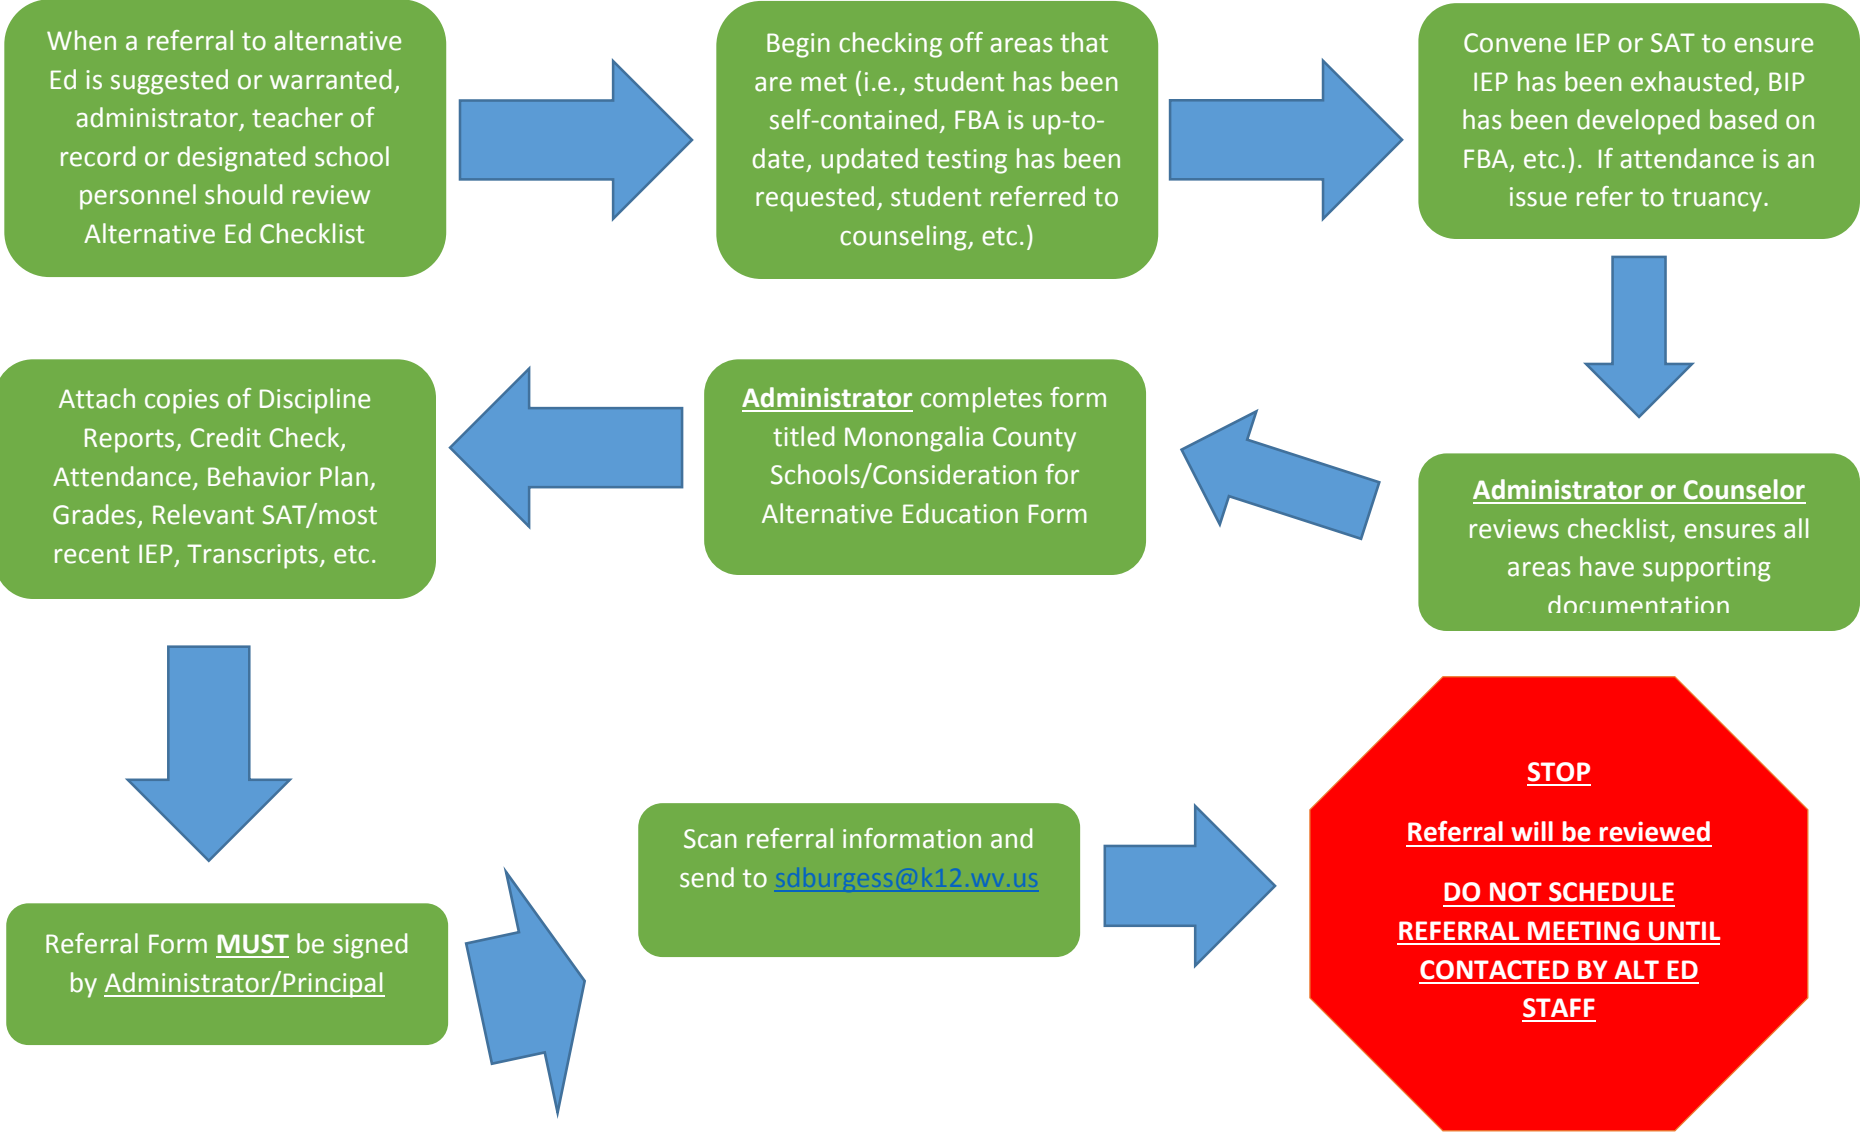 When a referral to alternative
Ed is suggested or warranted,
administrator, teacher of
record or designated school
personnel should review
Alternative Ed Checklist
Begin checking off areas that
are met (i.e., student has been
self-contained, FBA is up-to-
date, updated testing has been
requested, student referred to
counseling, etc.)
Convene IEP or SAT to ensure
IEP has been exhausted, BIP
has been developed based on
FBA, etc.).  If attendance is an
issue refer to truancy.
Administrator or Counselor
reviews checklist, ensures all
areas have supporting
documentation
Administrator completes form
titled Monongalia County
Schools/Consideration for
Alternative Education Form
Attach copies of Discipline
Reports, Credit Check,
Attendance, Behavior Plan,
Grades, Relevant SAT/most
recent IEP, Transcripts, etc.
Referral Form MUST be signed
by Administrator/Principal
Scan referral information and
send to sdburgess@k12.wv.us
STOP
Referral will be reviewed
DO NOT SCHEDULE
REFERRAL MEETING UNTIL
CONTACTED BY ALT ED
STAFF